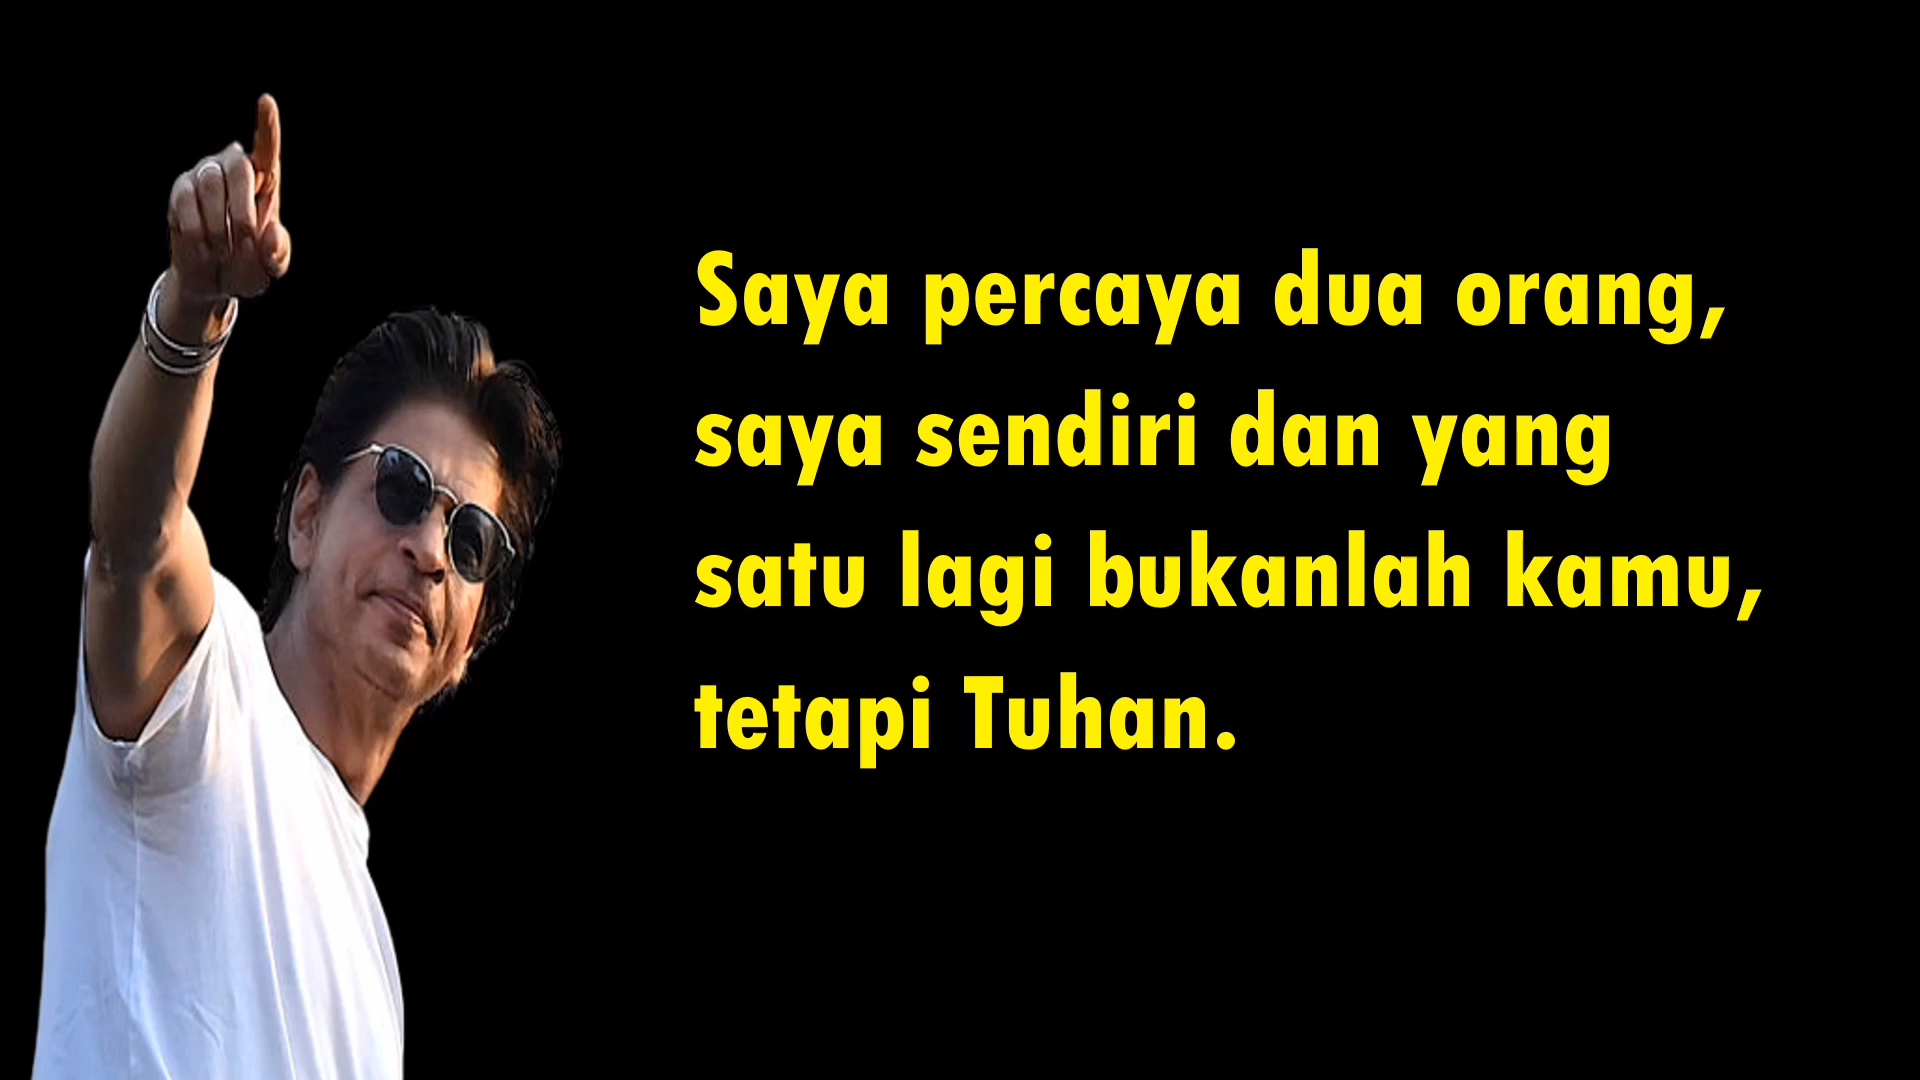 Saya percaya dua orang,
saya sendiri dan yang
satu lagi bukanlah kamu,
tetapi Tuhan.